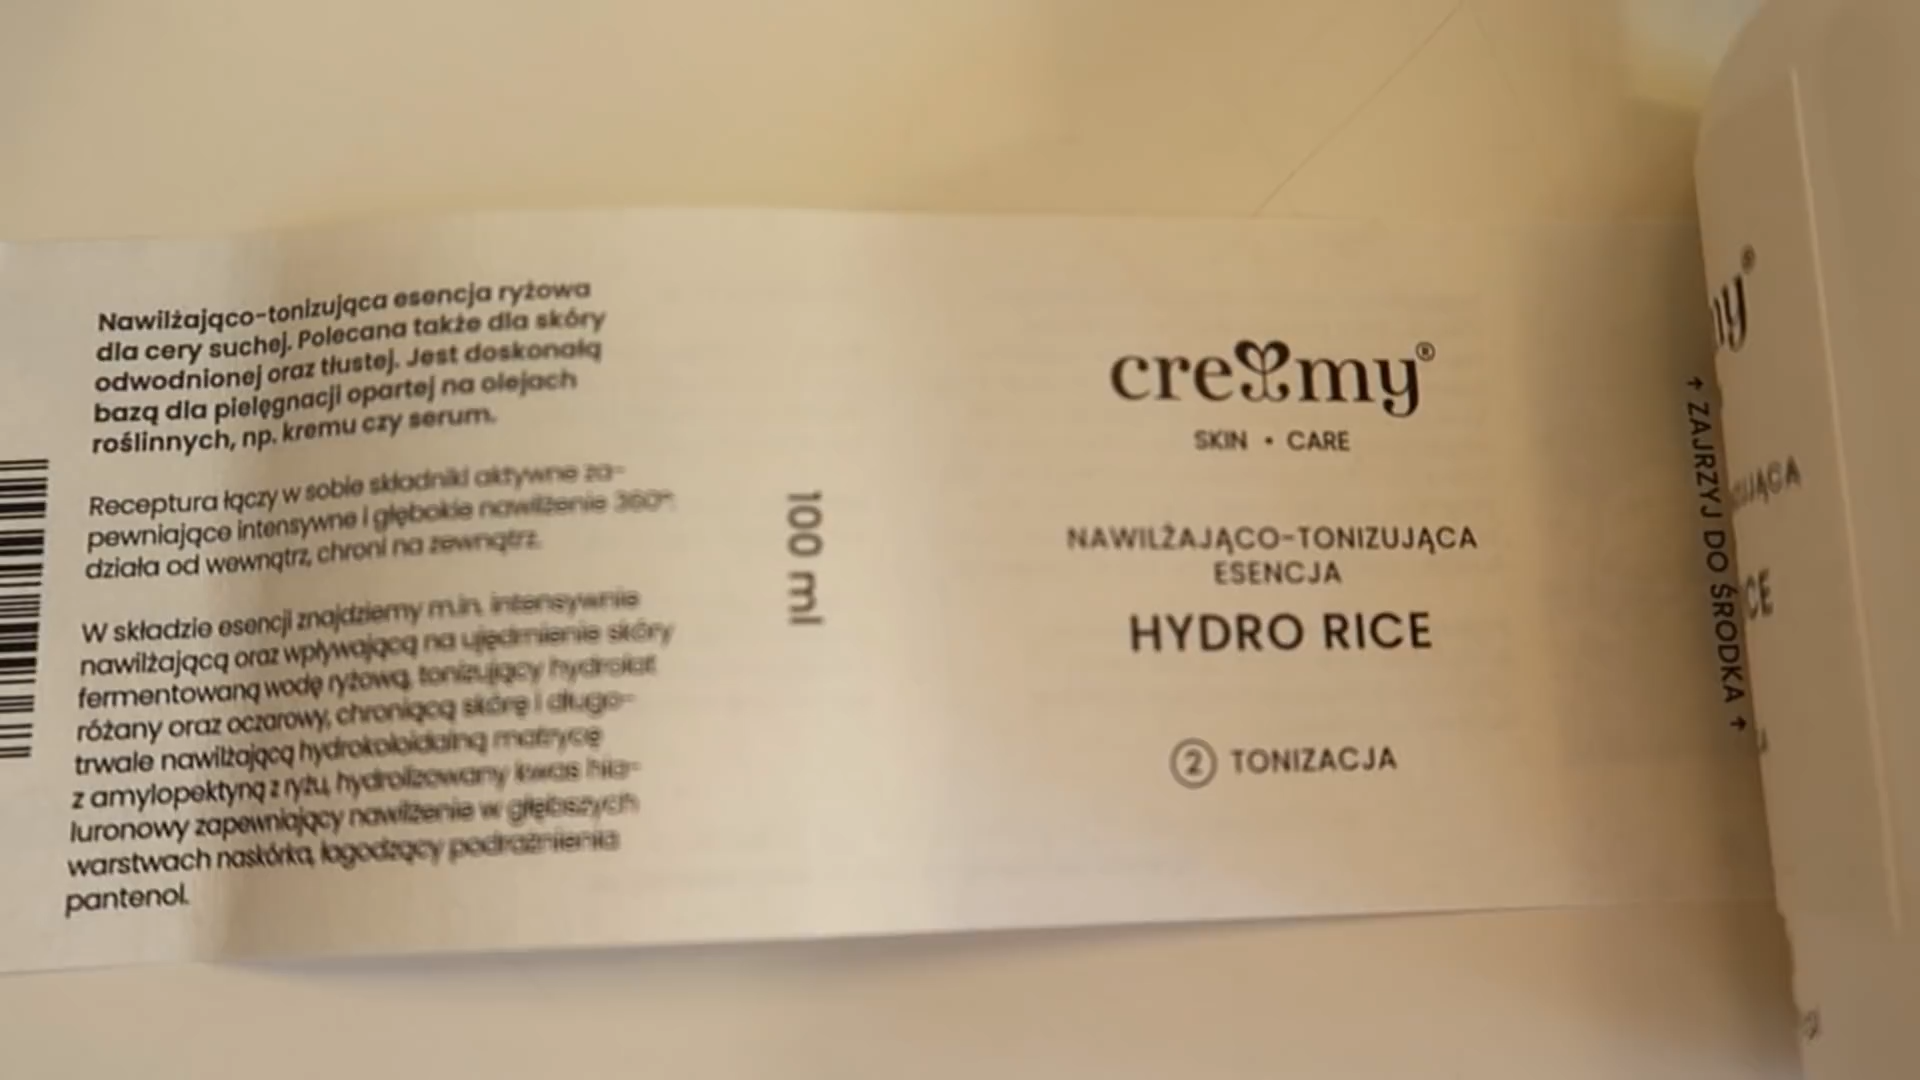 Nawilżająco-tonizująca esencja ryżowa
dla cery suchej. Polecana także dla skóry
odwodnionej oraz tłustej. Jest doskonałą
bazą dla pielęgnacji opartej na olejach
roślinnych, np. kremu czy serum.
Receptura łączy w sobie składniki aktywne za-
pewniające intensywne i głębokie nawilżenie 360°:
działa od wewnątrz, chroni na zewnątrz.
W składzie esencji znajdziemy m.in. intensywnie
nawilżającą oraz wpływającą na ujędrnienie skóry
fermentowaną wodę ryżową, tonizujący hydrolat
różany oraz oczarowy, chroniącą skórę i długo-
trwale nawilżającą hydrokoloidalną matrycę
z amylopektyną z ryżu, hydrolizowany kwas hia-
luronowy zapewniający nawilżenie w głębszych
warstwach naskórka, łagodzący podrażnienia
pantenol.
100 ml
creamy®
SKIN • CARE
NAWILŻAJĄCO-TONIZUJĄCA
ESENCJA
HYDRO RICE
2 TONIZACJA
↑ ZAJRZYJ DO ŚRODKA ↑
my®
UJĄCA
CE